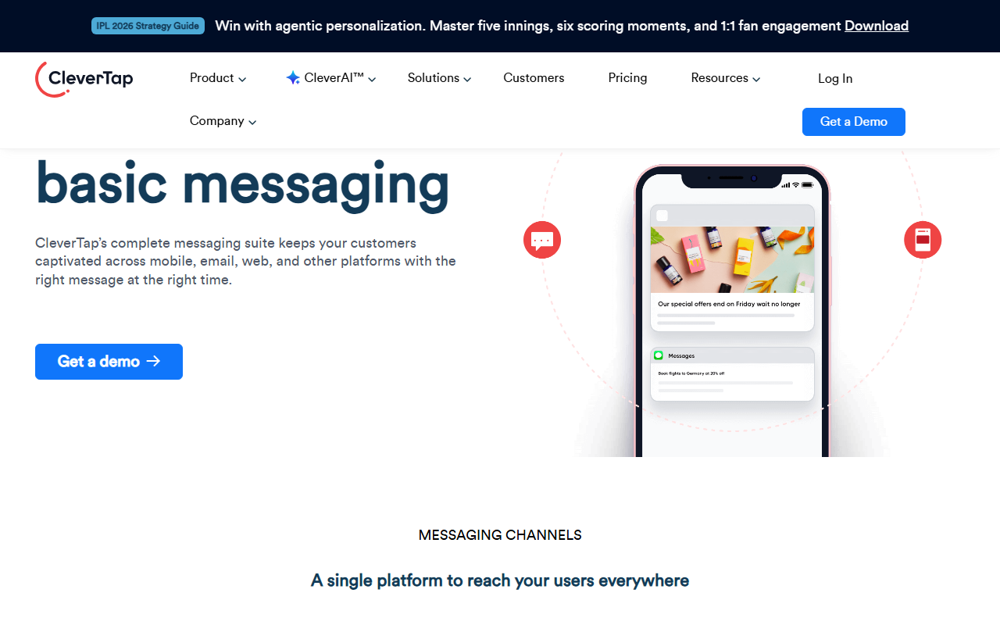 IPL 2026 Strategy Guide Win with agentic personalization. Master five innings, six scoring moments, and 1:1 fan engagement Download
CleverTap Product CleverAI™ Solutions Customers Pricing Resources Log In
Company Get a Demo
basic messaging
CleverTap’s complete messaging suite keeps your customers
captivated across mobile, email, web, and other platforms with the
right message at the right time.
Get a demo →
Our special offers end on Friday wait no longer
Messages
Book flights to Germany at 20% off
MESSAGING CHANNELS
A single platform to reach your users everywhere